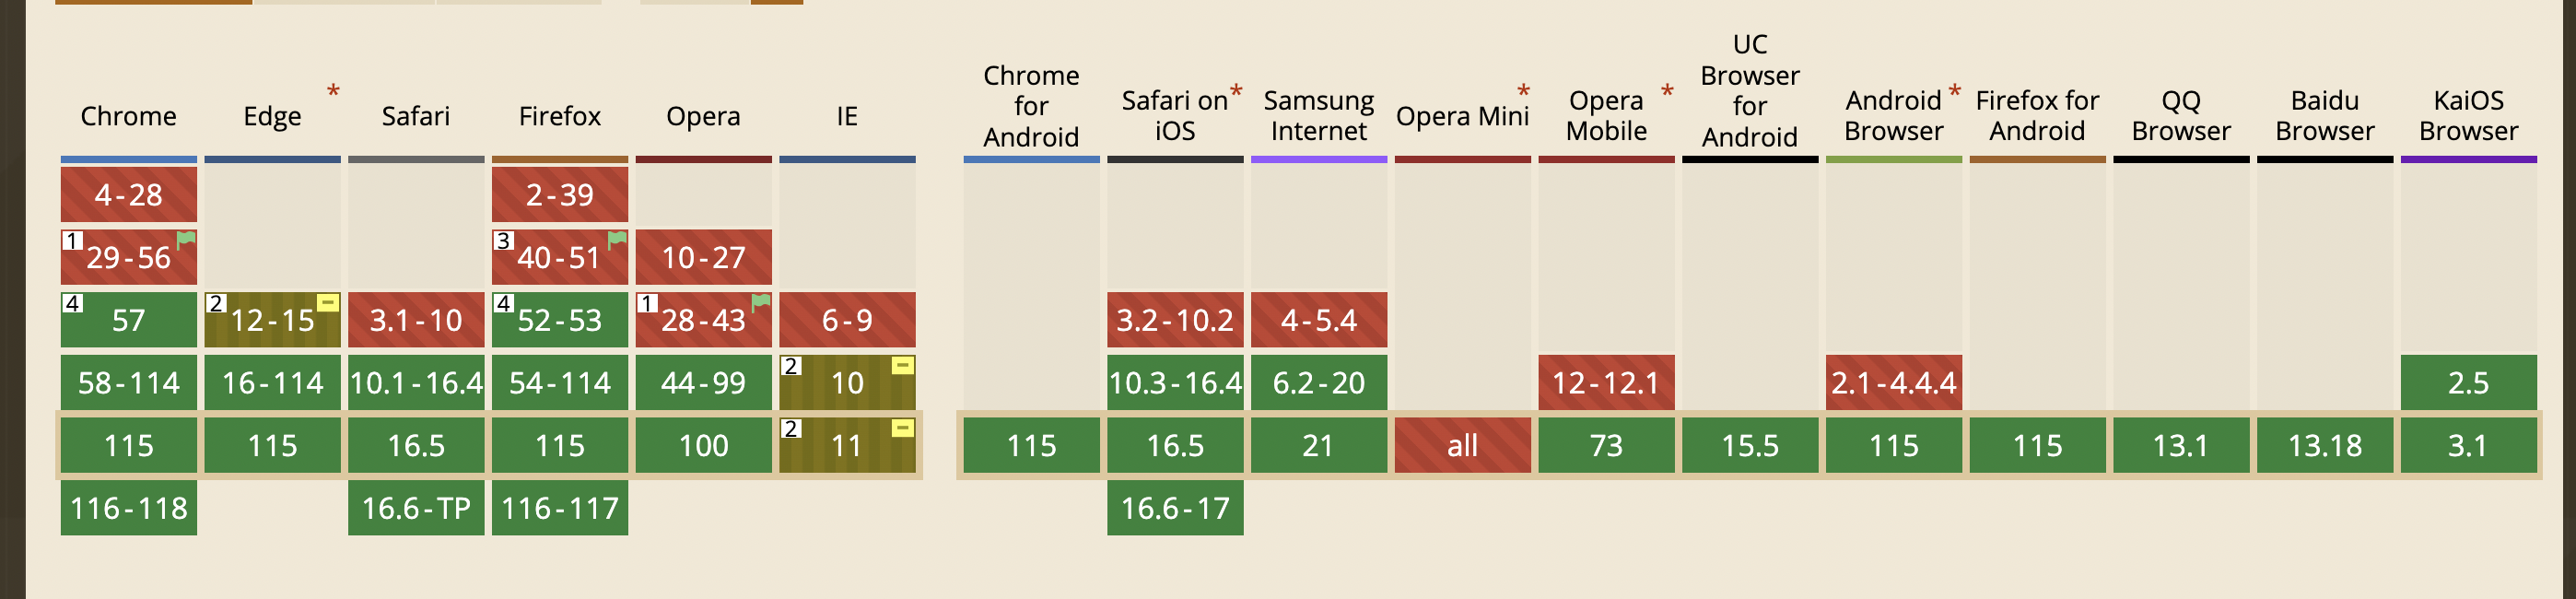 Chrome
Edge
*
Safari
Firefox
Opera
IE
Chrome
for
Android
Safari on
iOS
*
Samsung
Internet
Opera Mini
*
Opera
Mobile
*
UC
Browser
for
Android
Android
Browser
*
Firefox for
Android
QQ
Browser
Baidu
Browser
KaiOS
Browser
4-28
2-39
1
29-56
3
40-51
10-27
4
57
2
12-15
3.1-10
4
52-53
1
28-43
6-9
3.2-10.2
4-5.4
58-114
16-114
10.1-16.4
54-114
44-99
2
10
10.3-16.4
6.2-20
12-12.1
2.1-4.4.4
2.5
115
115
16.5
115
100
2
11
115
16.5
21
all
73
15.5
115
115
13.1
13.18
3.1
116-118
16.6-TP
116-117
16.6-17